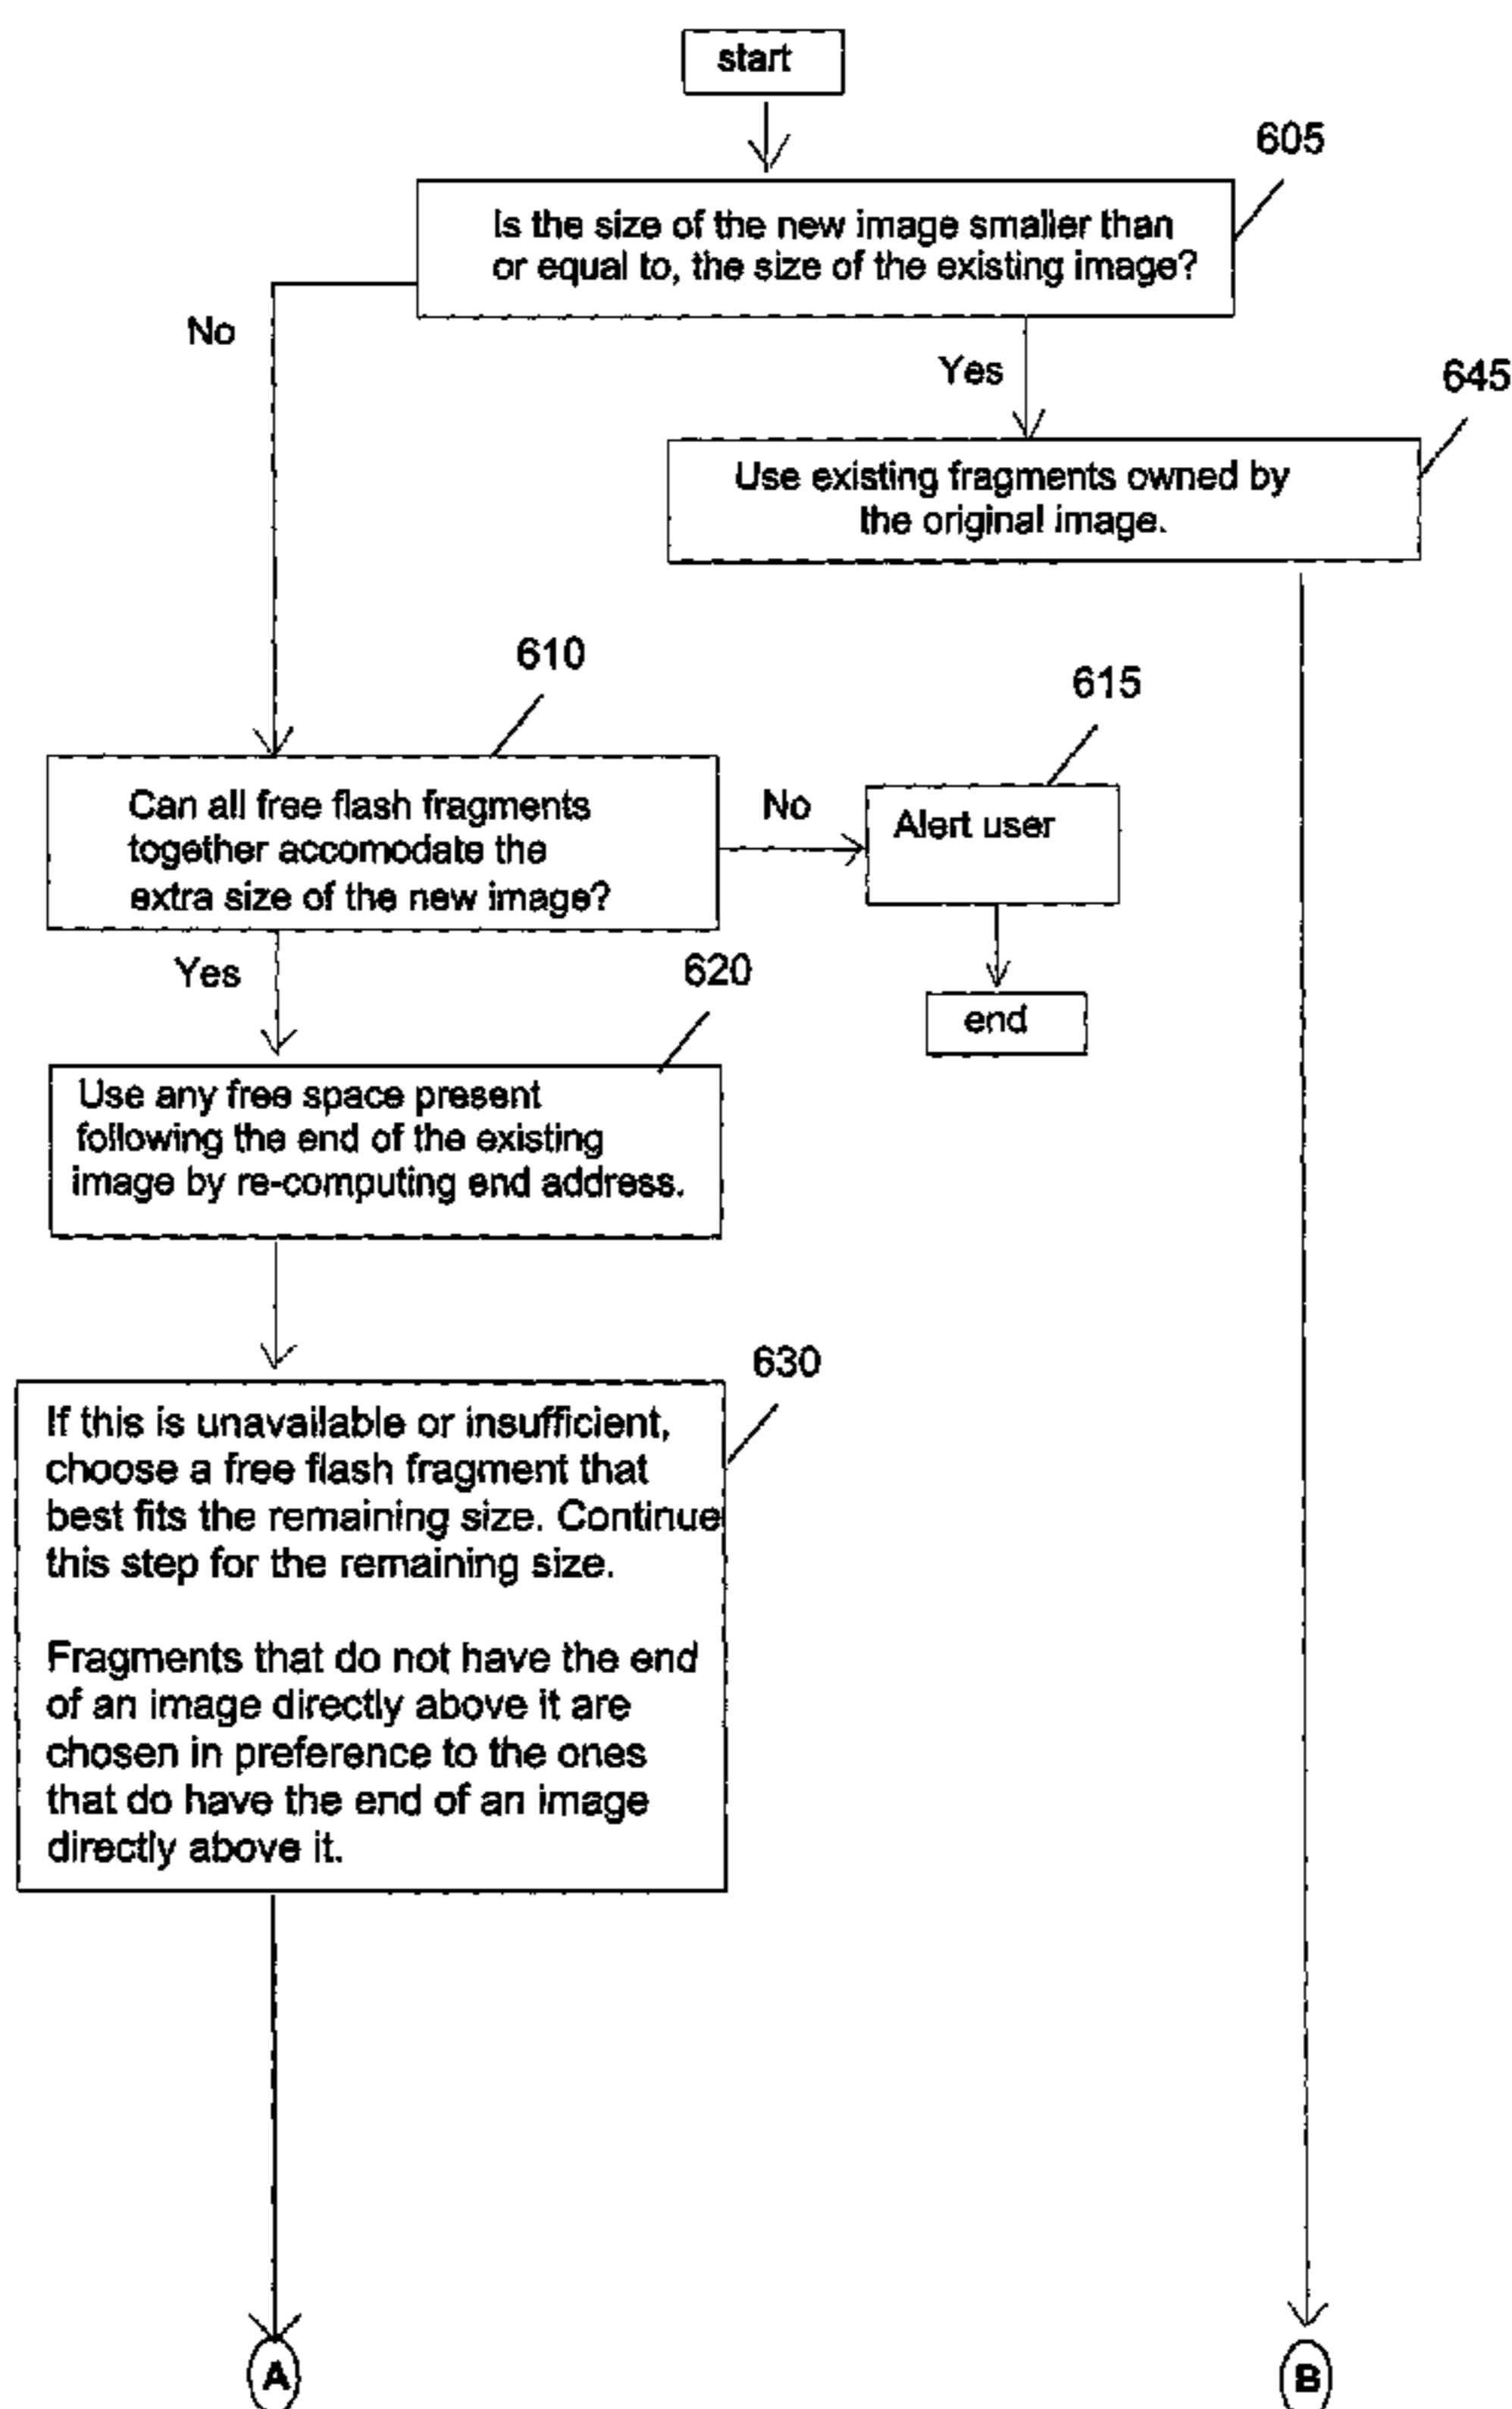 start
605
Is the size of the new image smaller than
or equal to, the size of the existing image?
No
Yes
645
Use existing fragments owned by
the original image.
610
615
Can all free flash fragments
together accomodate the
extra size of the new image?
No
Alert user
Yes
620
end
Use any free space present
following the end of the existing
image by re-computing end address.
630
If this is unavailable or insufficient,
choose a free flash fragment that
best fits the remaining size. Continue
this step for the remaining size.
Fragments that do not have the end
of an image directly above it are
chosen in preference to the ones
that do have the end of an image
directly above it.
A
B